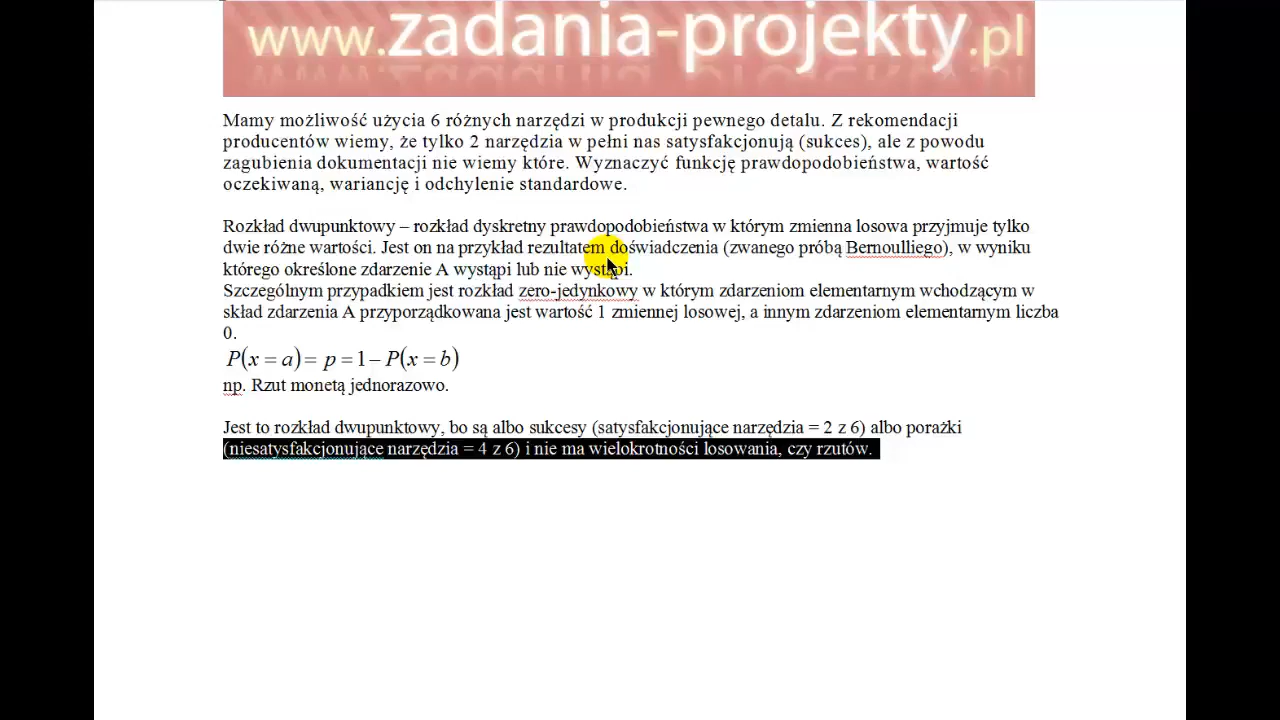 www.zadania-projekty.pl
Mamy możliwość użycia 6 różnych narzędzi w produkcji pewnego detalu. Z rekomendacji
producentów wiemy, że tylko 2 narzędzia w pełni nas satysfakcjonują (sukces), ale z powodu
zagubienia dokumentacji nie wiemy które. Wyznaczyć funkcję prawdopodobieństwa, wartość
oczekiwaną, wariancję i odchylenie standardowe.
Rozkład dwupunktowy – rozkład dyskretny prawdopodobieństwa w którym zmienna losowa przyjmuje tylko
dwie różne wartości. Jest on na przykład rezultatem doświadczenia (zwanego próbą Bernoulliego), w wyniku
którego określone zdarzenie A wystąpi lub nie wystąpi.
Szczególnym przypadkiem jest rozkład zero-jedynkowy w którym zdarzeniom elementarnym wchodzącym w
skład zdarzenia A przyporządkowana jest wartość 1 zmiennej losowej, a innym zdarzeniom elementarnym liczba
0.
P(x = a) = p = 1 − P(x = b)
np. Rzut monetą jednorazowo.
Jest to rozkład dwupunktowy, bo są albo sukcesy (satysfakcjonujące narzędzia = 2 z 6) albo porażki
(niesatysfakcjonujące narzędzia = 4 z 6) i nie ma wielokrotności losowania, czy rzutów.